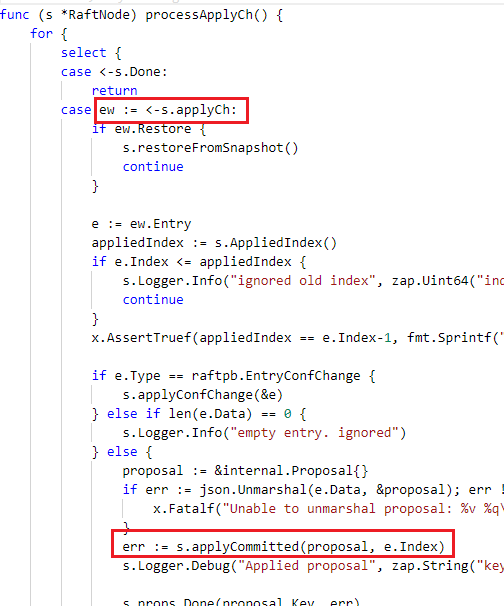 func (s *RaftNode) processApplyCh() {
for {
select {
case <-s.Done:
return
case ew := <-s.applyCh:
if ew.Restore {
s.restoreFromSnapshot()
continue
}
e := ew.Entry
appliedIndex := s.AppliedIndex()
if e.Index <= appliedIndex {
s.Logger.Info("ignored old index", zap.Uint64("ind
continue
}
x.AssertTruef(appliedIndex == e.Index-1, fmt.Sprintf("
if e.Type == raftpb.EntryConfChange {
s.applyConfChange(&e)
} else if len(e.Data) == 0 {
s.Logger.Info("empty entry. ignored")
} else {
proposal := &internal.Proposal{}
if err := json.Unmarshal(e.Data, &proposal); err !
x.Fatalf("Unable to unmarshal proposal: %v %q\
}
err := s.applyCommitted(proposal, e.Index)
s.Logger.Debug("Applied proposal", zap.String("key
s.props.Done(proposal.Key, err)